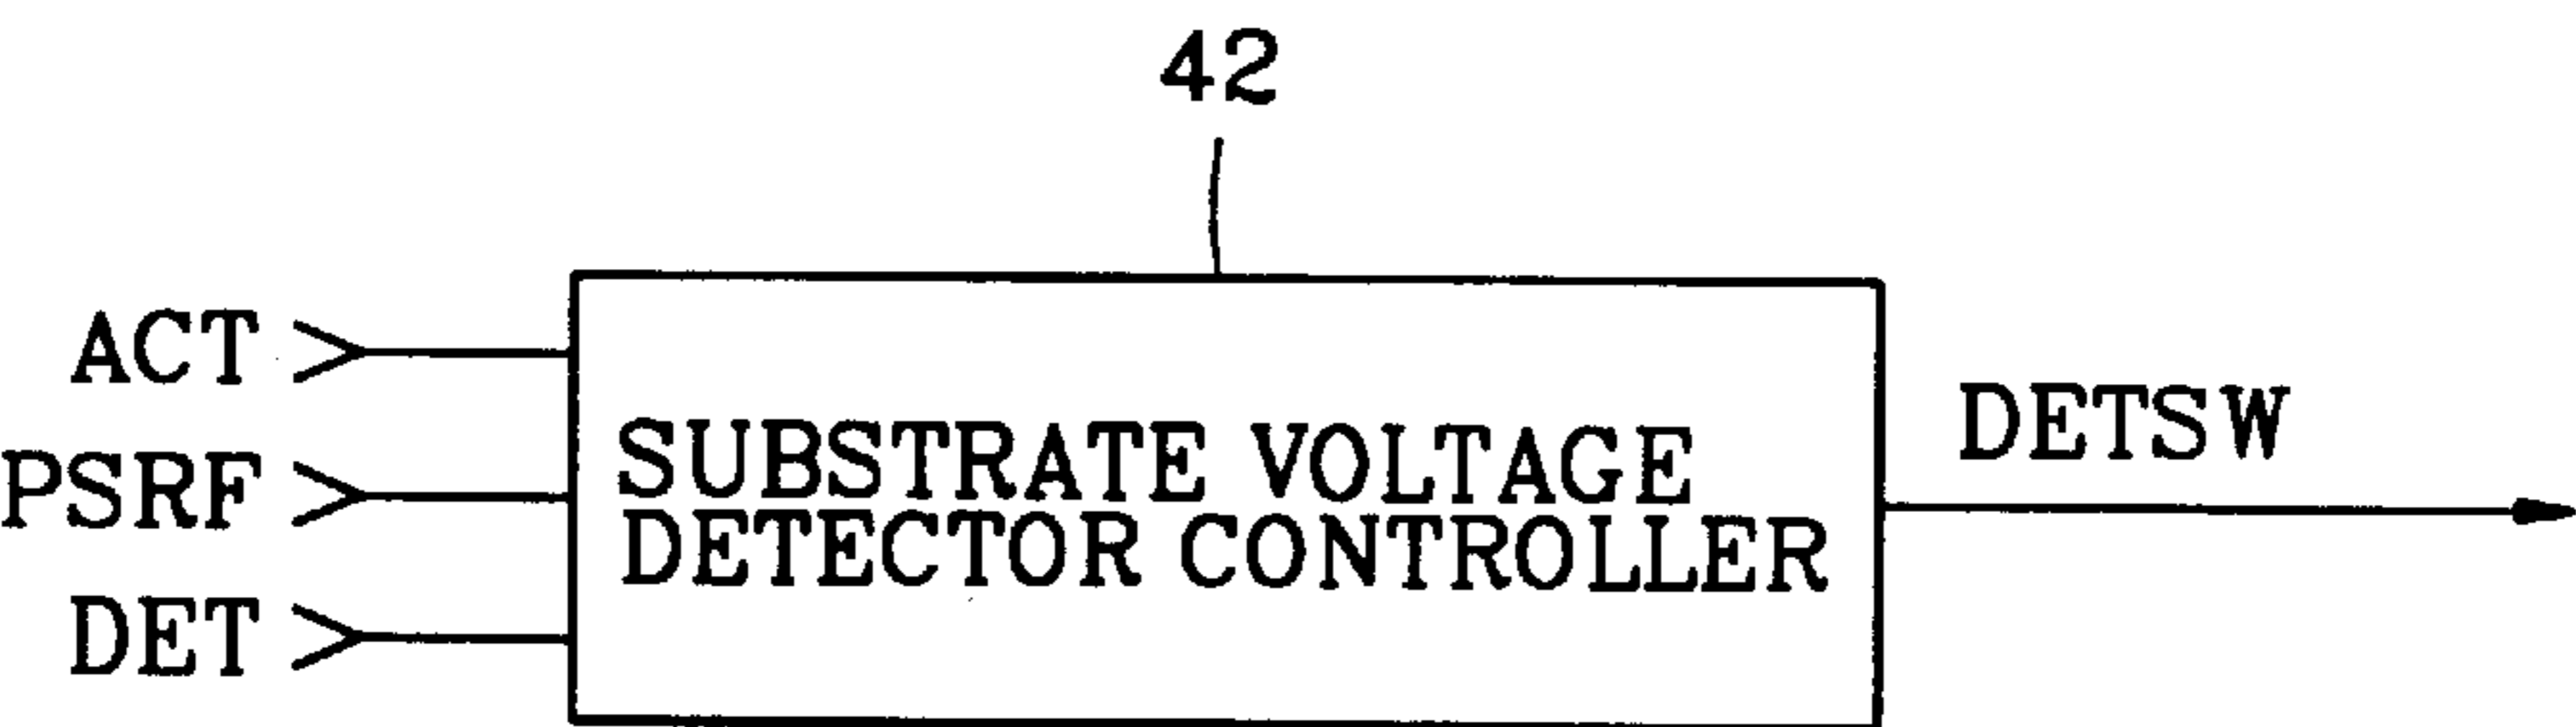 42
ACT
PSRF
DET
SUBSTRATE VOLTAGE
DETECTOR CONTROLLER
DETSW